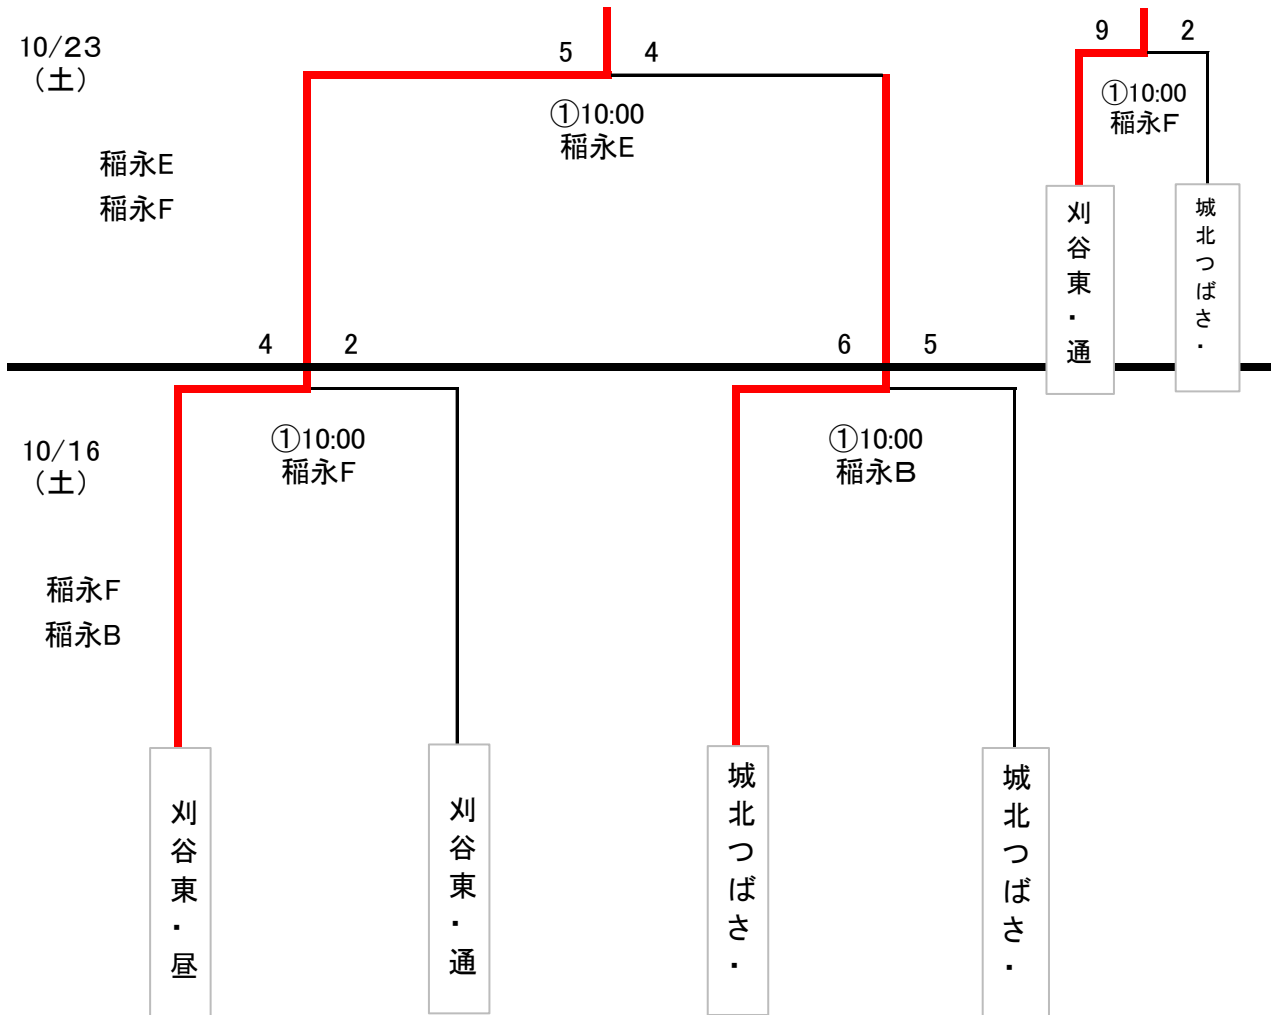 10/23
（土）
5 4
①10:00
稲永E
9 2
①10:00
稲永F
稲永E
稲永F
刈谷東・通
城北つばさ・
4 2
6 5
10/16
（土）
①10:00
稲永F
①10:00
稲永B
稲永F
稲永B
刈谷東・昼
刈谷東・通
城北つばさ・
城北つばさ・